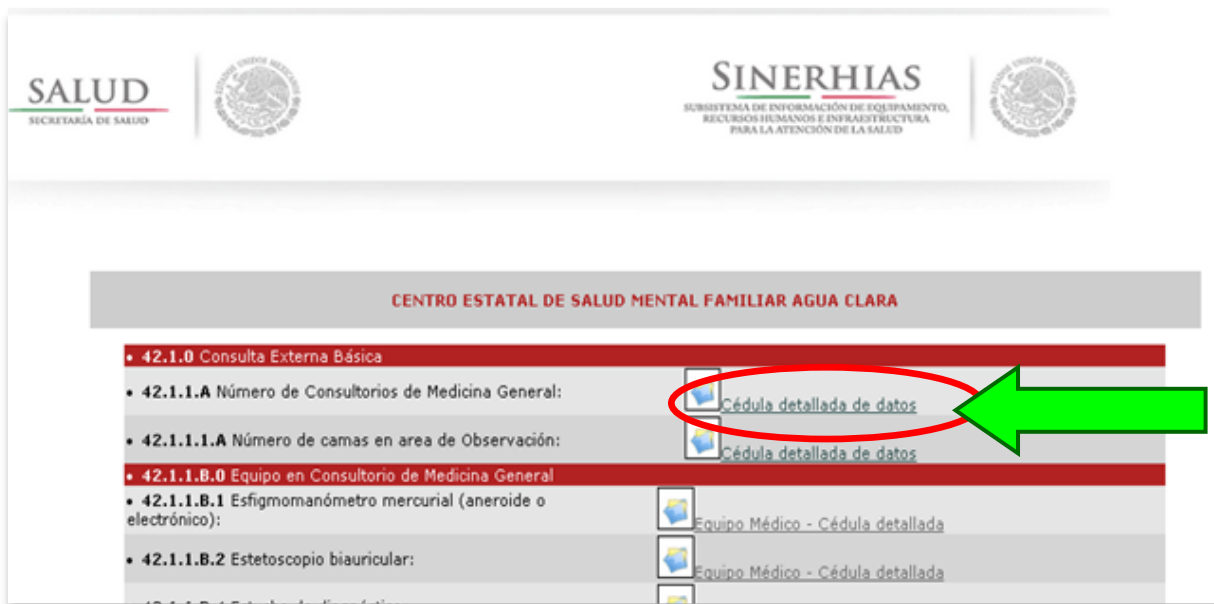 SALUD
SECRETARÍA DE SALUD
SINERHIAS
SUBSISTEMA DE INFORMACIÓN DE EQUIPAMIENTO,
RECURSOS HUMANOS E INFRAESTRUCTURA
PARA LA ATENCIÓN DE LA SALUD
CENTRO ESTATAL DE SALUD MENTAL FAMILIAR AGUA CLARA
• 42.1.0 Consulta Externa Básica
• 42.1.1.A Número de Consultorios de Medicina General:
Cédula detallada de datos
• 42.1.1.1.A Número de camas en area de Observación:
Cédula detallada de datos
• 42.1.1.B.0 Equipo en Consultorio de Medicina General
• 42.1.1.B.1 Esfigmomanómetro mercurial (aneroide o
electrónico):
Equipo Médico - Cédula detallada
• 42.1.1.B.2 Estetoscopio biauricular:
Equipo Médico - Cédula detallada